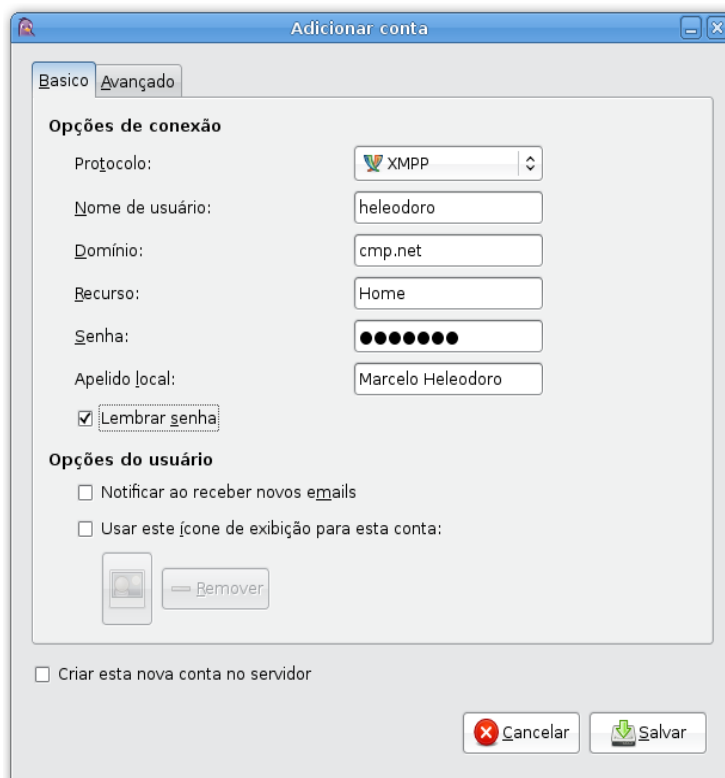 Adicionar conta
Basico Avançado
Opções de conexão
Protocolo: XMPP
Nome de usuário: heleodoro
Domínio: cmp.net
Recurso: Home
Senha: ●●●●●●●
Apelido local: Marcelo Heleodoro
Lembrar senha
Opções do usuário
Notificar ao receber novos emails
Usar este ícone de exibição para esta conta:
Remover
Criar esta nova conta no servidor
Cancelar Salvar